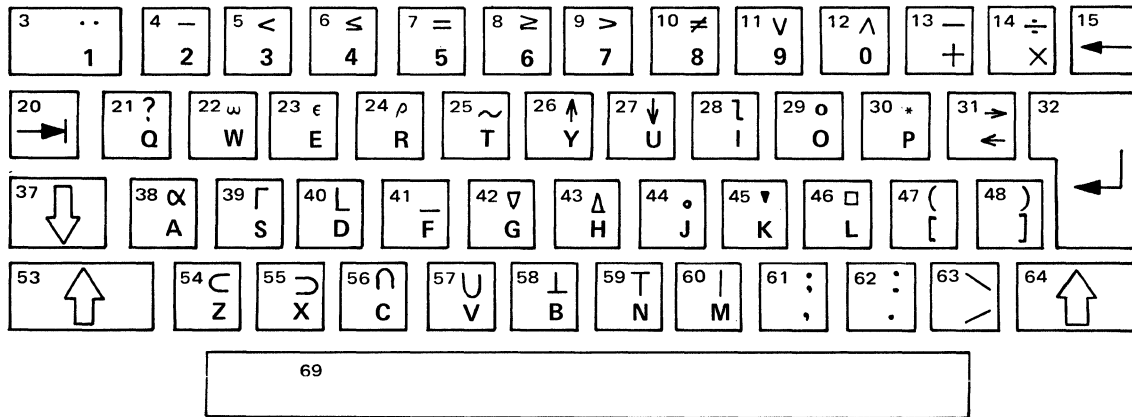 3 ¨ 4 – 5 < 6 ≤ 7 = 8 ≥ 9 > 10 ≠ 11 ∨ 12 ∧ 13 – 14 ÷ 15
1 2 3 4 5 6 7 8 9 0 + × ←
20 21 ? 22 ω 23 ϵ 24 ρ 25 ~ 26 ↑ 27 ↓ 28 ⍳ 29 ○ 30 * 31 → 32
→| Q W E R T Y U I O P ← ↵
37 38 ⍺ 39 ⌈ 40 ⌊ 41 _ 42 ∇ 43 ∆ 44 ∘ 45 ▾ 46 □ 47 ( 48 )
⇩ A S D F G H J K L [ ]
53 54 ⊂ 55 ⊃ 56 ∩ 57 ∪ 58 ⊥ 59 ⊤ 60 | 61 ; 62 : 63 \ 64
⇧ Z X C V B N M , . / ⇧
69